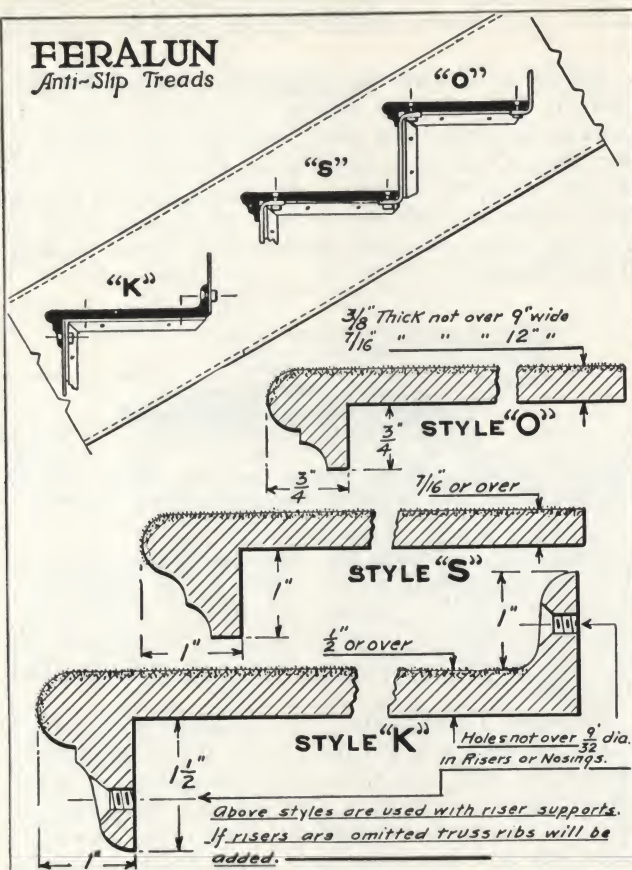 FERALUN
Anti-Slip Treads
"O"
"S"
"K"
3/8" Thick not over 9" wide
7/16" " " " 12" "
3/4"
STYLE "O"
3/4"
7/16 or over
1"
STYLE "S"
1"
1"
1/2" or over
STYLE "K"
1 1/2"
Holes not over 9/32' dia.
in Risers or Nosings.
Above styles are used with riser supports.
If risers are omitted truss ribs will be
added.
1"